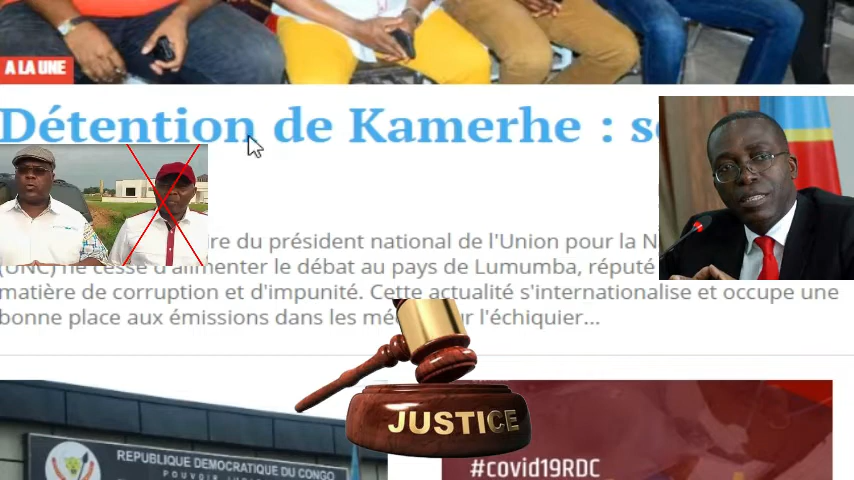 A LA UNE
Détention de Kamerhe :
re du président national de l'Union pour la N
(UNC) ne cesse d'alimenter le débat au pays de Lumumba, réputé
matière de corruption et d'impunité. Cette actualité s'internationalise et occupe une
bonne place aux émissions dans les r l'échiquier...
JUSTICE
REPUBLIQUE DEMOCRATIQUE DU CONGO
POUVOIR
#covid19RDC